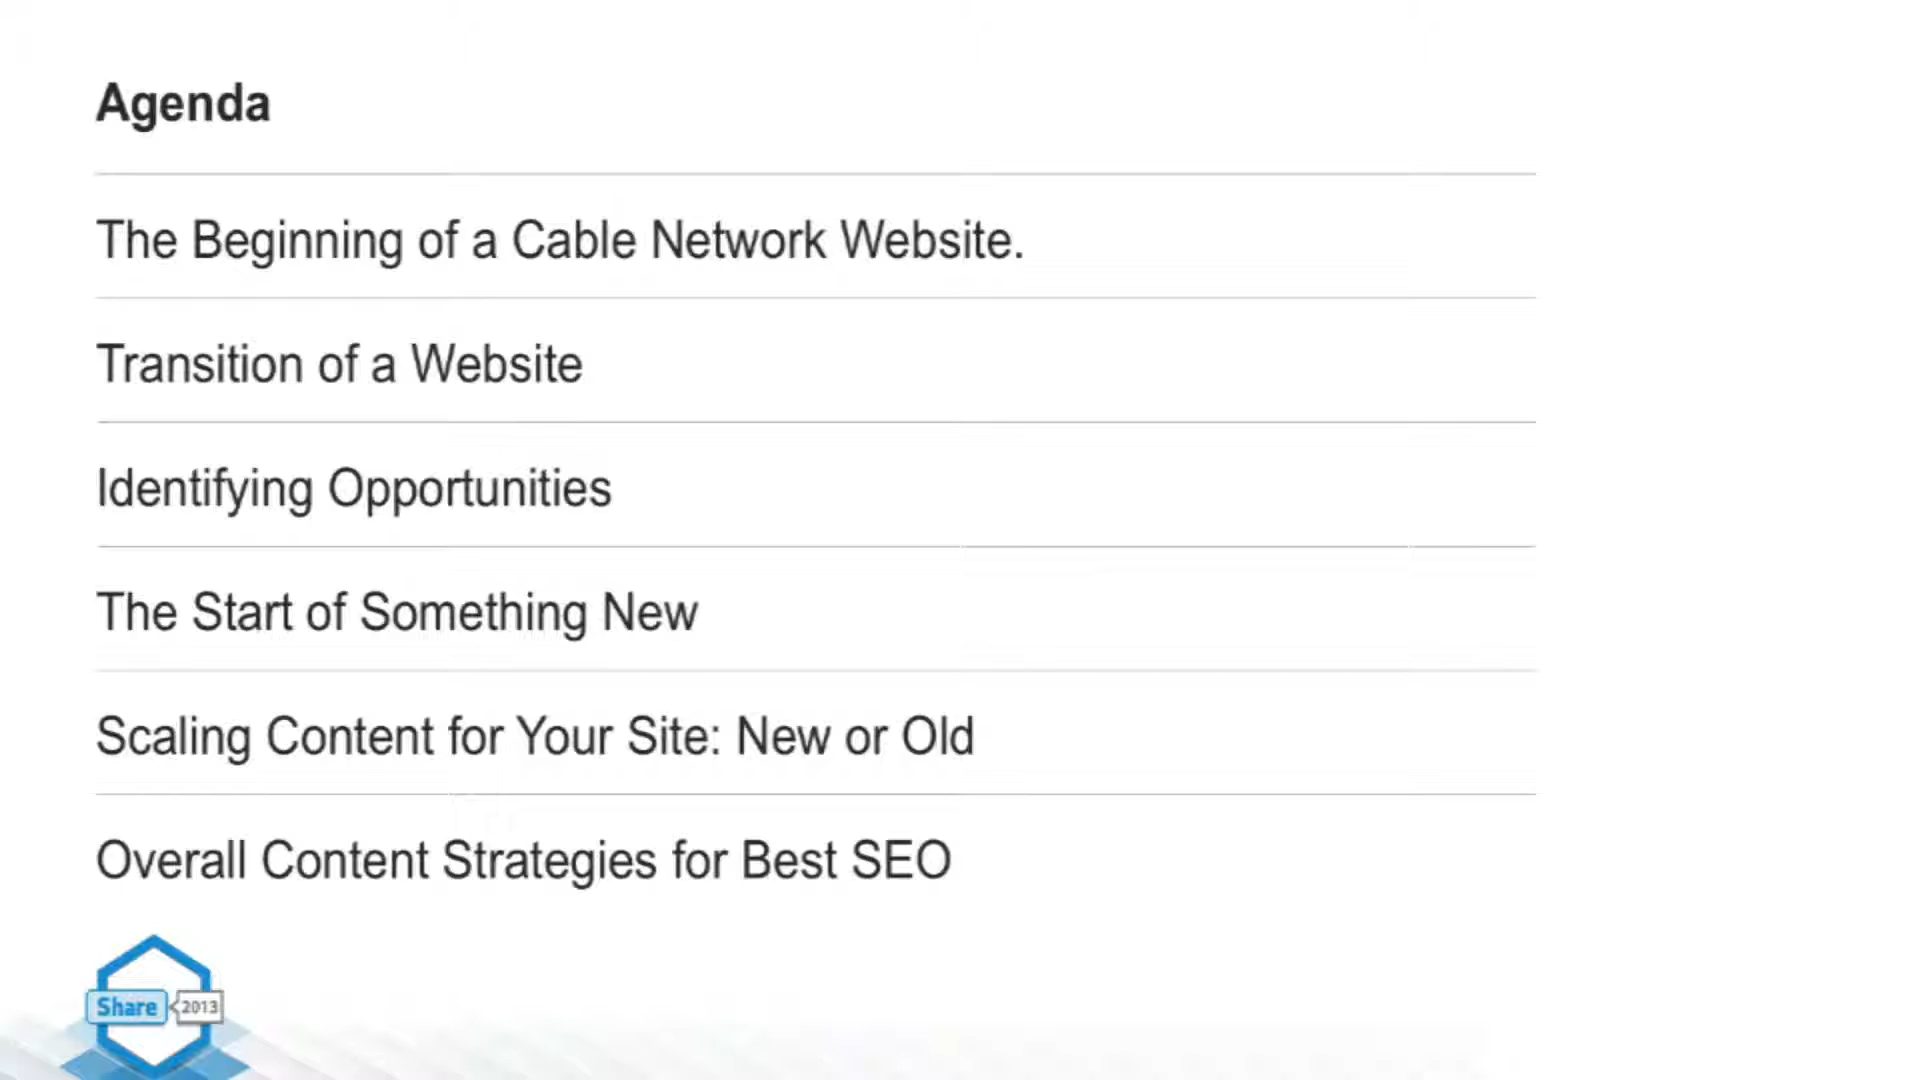 Agenda
The Beginning of a Cable Network Website.
Transition of a Website
Identifying Opportunities
The Start of Something New
Scaling Content for Your Site: New or Old
Overall Content Strategies for Best SEO
Share 2013